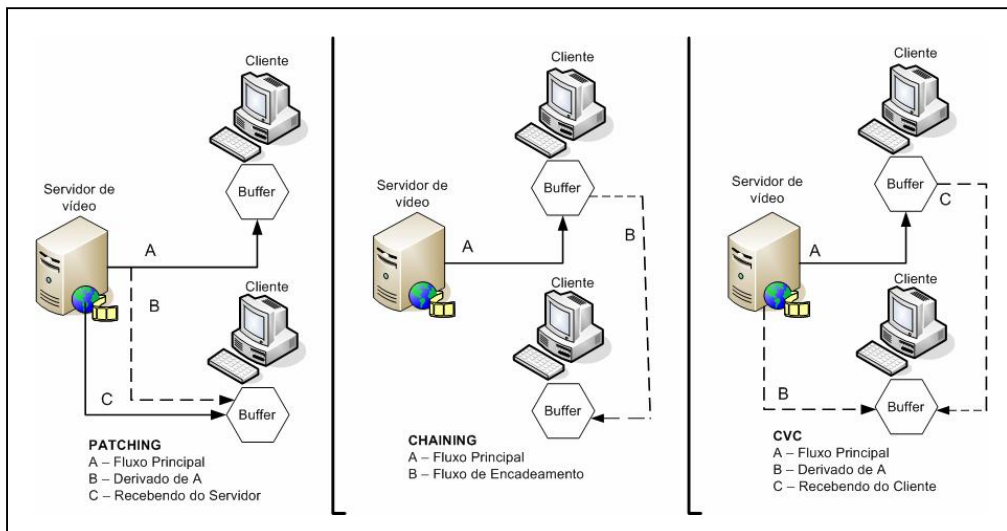 Cliente
Buffer
Servidor de
vídeo
A
B
Cliente
C
Buffer
PATCHING
A – Fluxo Principal
B – Derivado de A
C – Recebendo do Servidor
Cliente
Buffer
Servidor de
vídeo
A
B
Cliente
Buffer
CHAINING
A – Fluxo Principal
B – Fluxo de Encadeamento
Cliente
Buffer
C
Servidor de
vídeo
A
Cliente
B
Buffer
CVC
A – Fluxo Principal
B – Derivado de A
C – Recebendo do Cliente